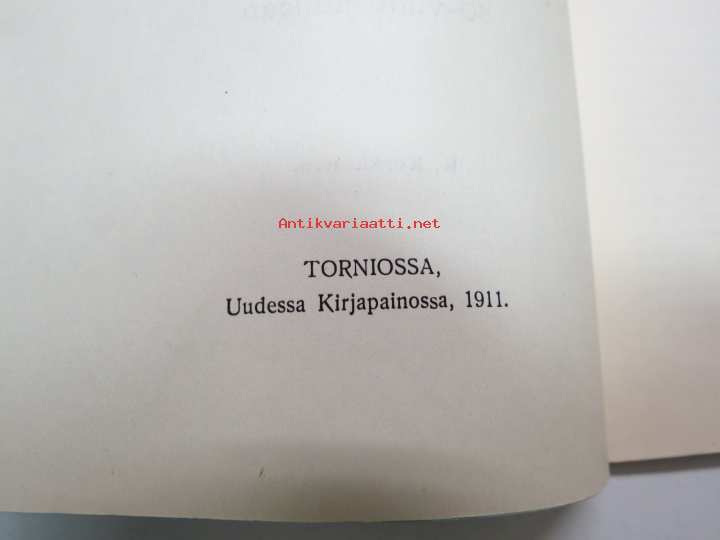 Antikvariaatti.net
TORNIOSSA,
Uudessa Kirjapainossa, 1911.